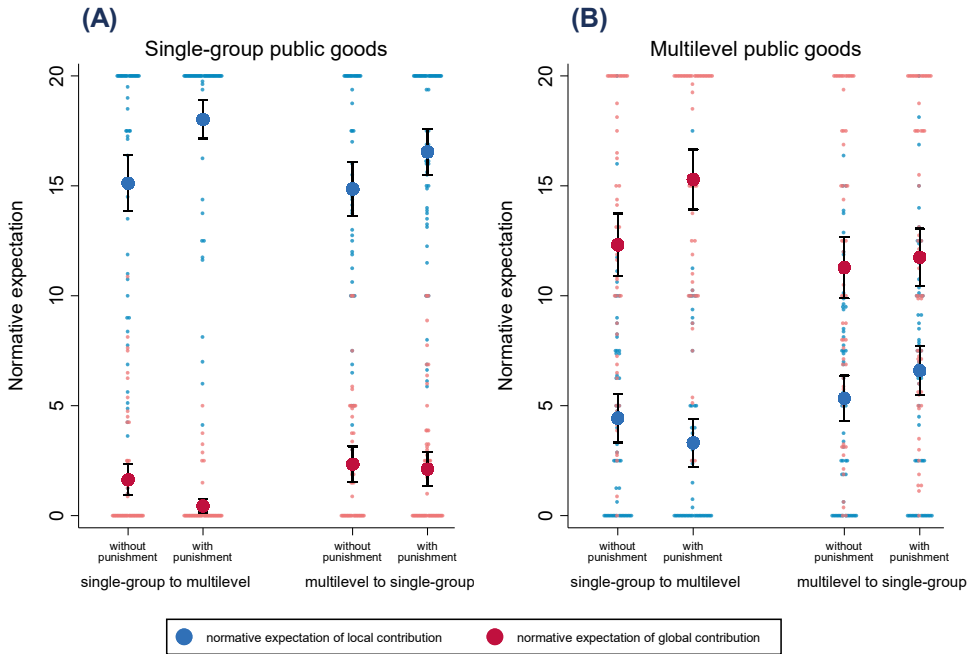 (A)
Single-group public goods
Normative expectation
20
15
10
5
0
without punishment
with punishment
without punishment
with punishment
single-group to multilevel
multilevel to single-group
(B)
Multilevel public goods
Normative expectation
20
15
10
5
0
without punishment
with punishment
without punishment
with punishment
single-group to multilevel
multilevel to single-group
normative expectation of local contribution
normative expectation of global contribution